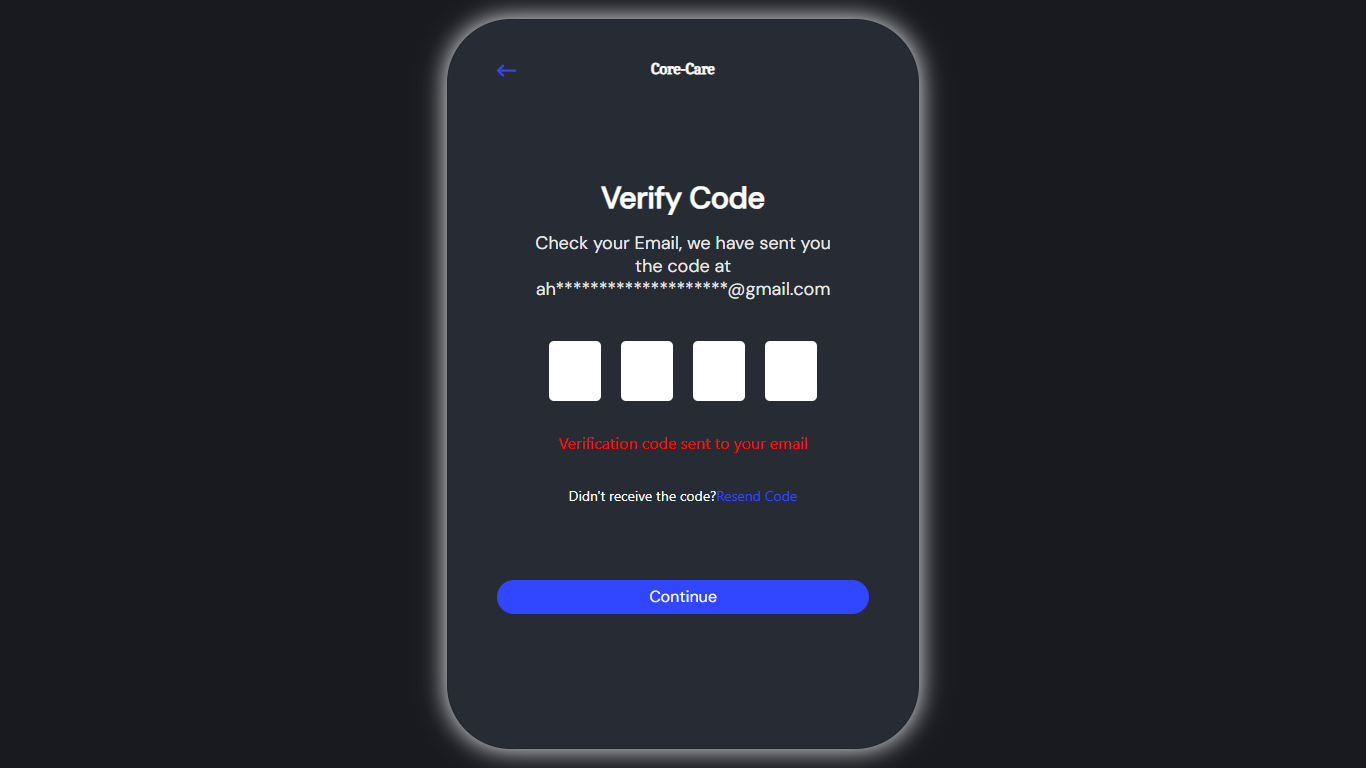 Core-Care
Verify Code
Check your Email, we have sent you
the code at
ah********************@gmail.com
Verification code sent to your email
Didn't receive the code?Resend Code
Continue